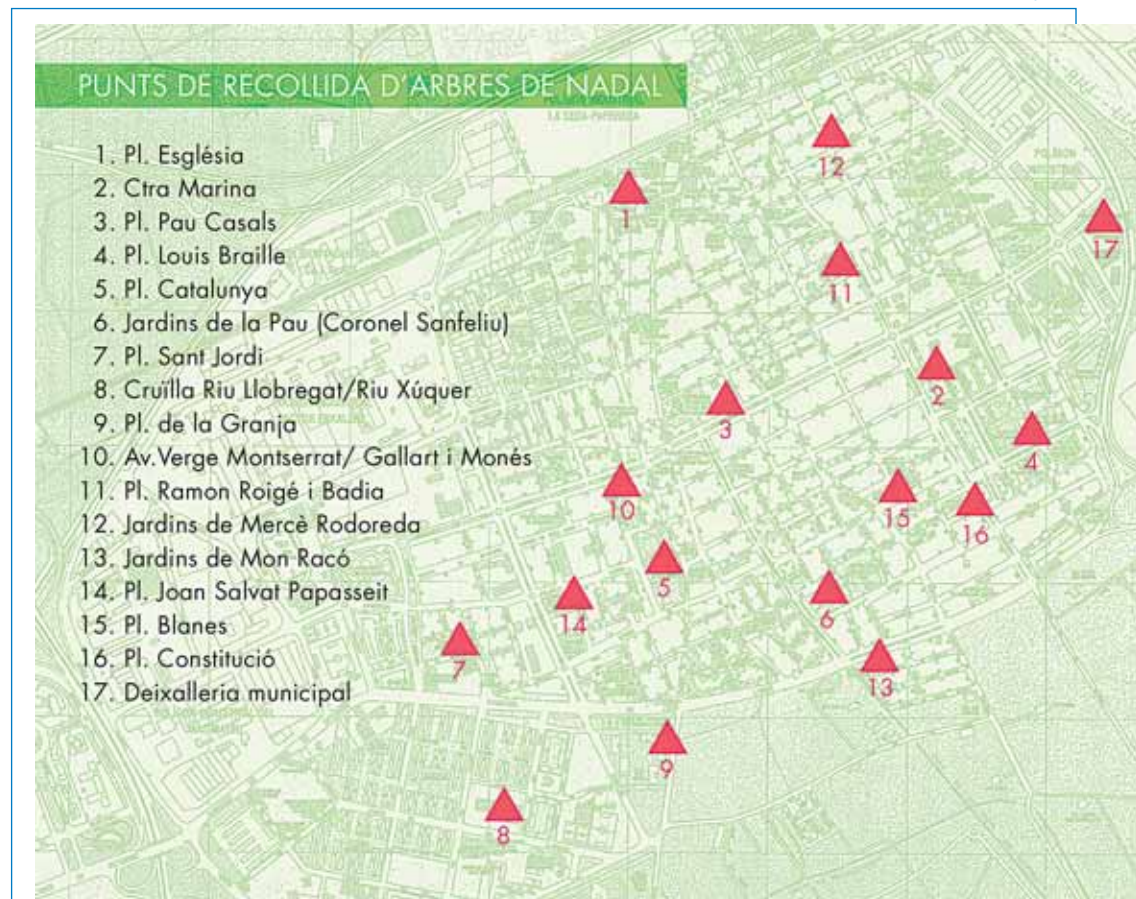 PUNTS DE RECOLLIDA D'ARBRES DE NADAL
1. Pl. Església
2. Ctra Marina
3. Pl. Pau Casals
4. Pl. Louis Braille
5. Pl. Catalunya
6. Jardins de la Pau (Coronel Sanfeliu)
7. Pl. Sant Jordi
8. Cruïlla Riu Llobregat/Riu Xúquer
9. Pl. de la Granja
10. Av.Verge Montserrat/ Gallart i Monés
11. Pl. Ramon Roigé i Badia
12. Jardins de Mercè Rodoreda
13. Jardins de Mon Racó
14. Pl. Joan Salvat Papasseit
15. Pl. Blanes
16. Pl. Constitució
17. Deixalleria municipal
12
1
17
11
2
3
4
10
15
16
5
6
14
7
13
9
8